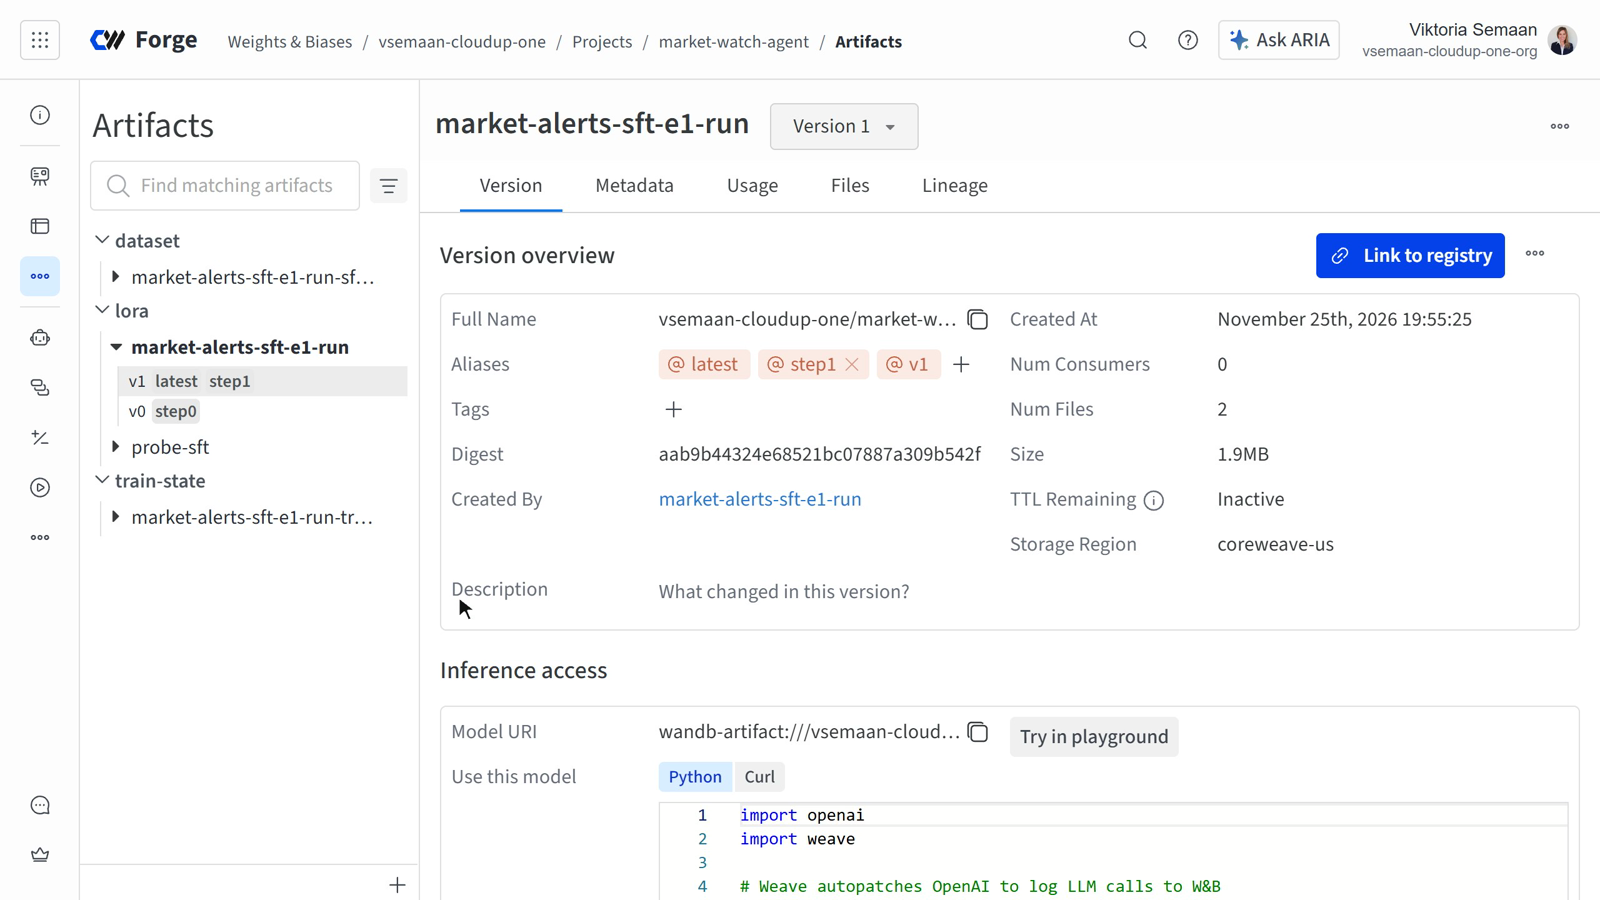 Forge
Weights & Biases / vsemaan-cloudup-one / Projects / market-watch-agent / Artifacts
Ask ARIA
Viktoria Semaan
vsemaan-cloudup-one-org
Artifacts
Find matching artifacts
dataset
market-alerts-sft-e1-run-sf...
lora
market-alerts-sft-e1-run
v1 latest step1
v0 step0
probe-sft
train-state
market-alerts-sft-e1-run-tr...
market-alerts-sft-e1-run
Version 1
Version Metadata Usage Files Lineage
Version overview
Link to registry
Full Name vsemaan-cloudup-one/market-w... Created At November 25th, 2026 19:55:25
Aliases @ latest @ step1 @ v1 Num Consumers 0
Tags Num Files 2
Digest aab9b44324e68521bc07887a309b542f Size 1.9MB
Created By market-alerts-sft-e1-run TTL Remaining Inactive
Storage Region coreweave-us
Description What changed in this version?
Inference access
Model URI wandb-artifact:///vsemaan-cloud... Try in playground
Use this model Python Curl
1 import openai
2 import weave
3
4 # Weave autopatches OpenAI to log LLM calls to W&B